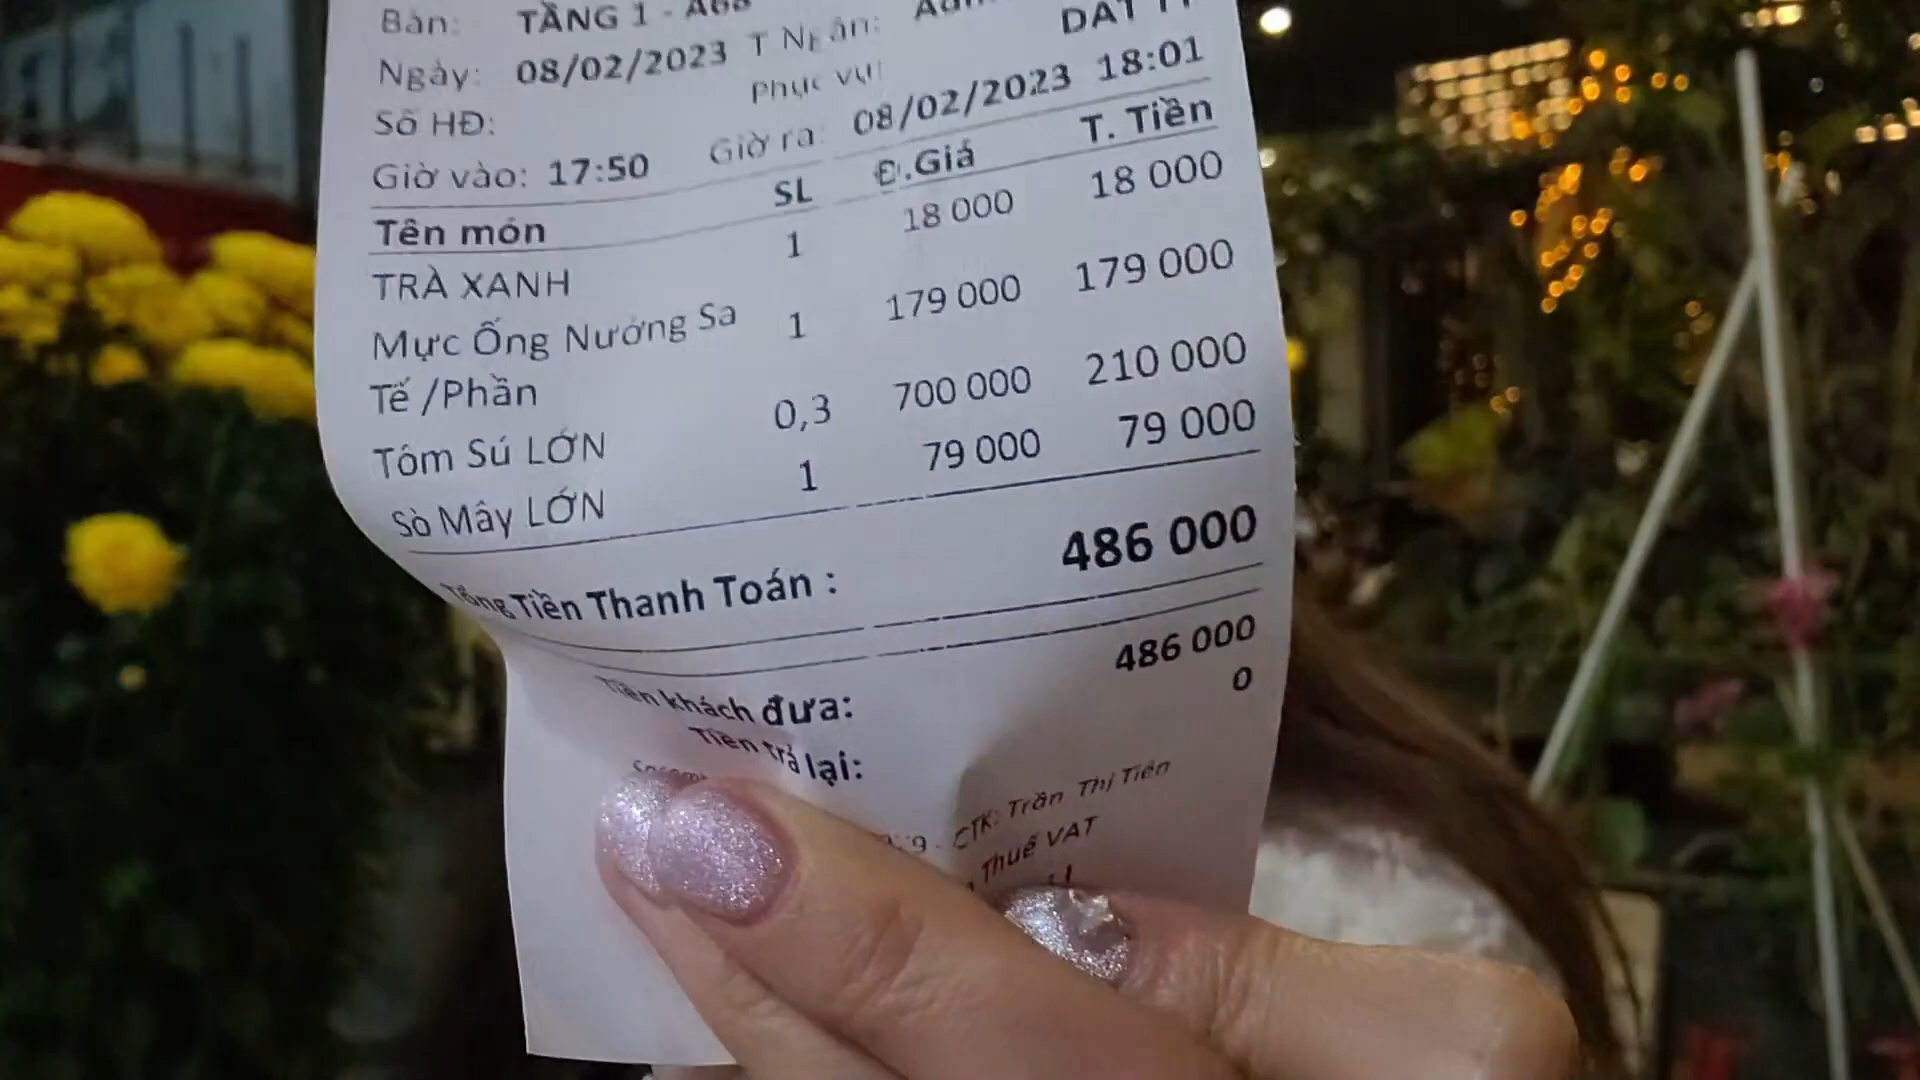 Bàn: TẦNG 1 -
Ngày: 08/02/2023 T Ngân:
Số HĐ: Phục vụ:
Giờ vào: 17:50 Giờ ra: 08/02/2023 18:01
Tên món SL Đ.Giá T. Tiền
TRÀ XANH 1 18 000 18 000
Mực Ống Nướng Sa 1 179 000 179 000
Tế /Phần
Tôm Sú LỚN 0,3 700 000 210 000
Sò Mây LỚN 1 79 000 79 000
Tổng Tiền Thanh Toán : 486 000
Tiền khách đưa: 486 000
Tiền trả lại: 0
CTK: Trần Thị Tiên
Thuế VAT